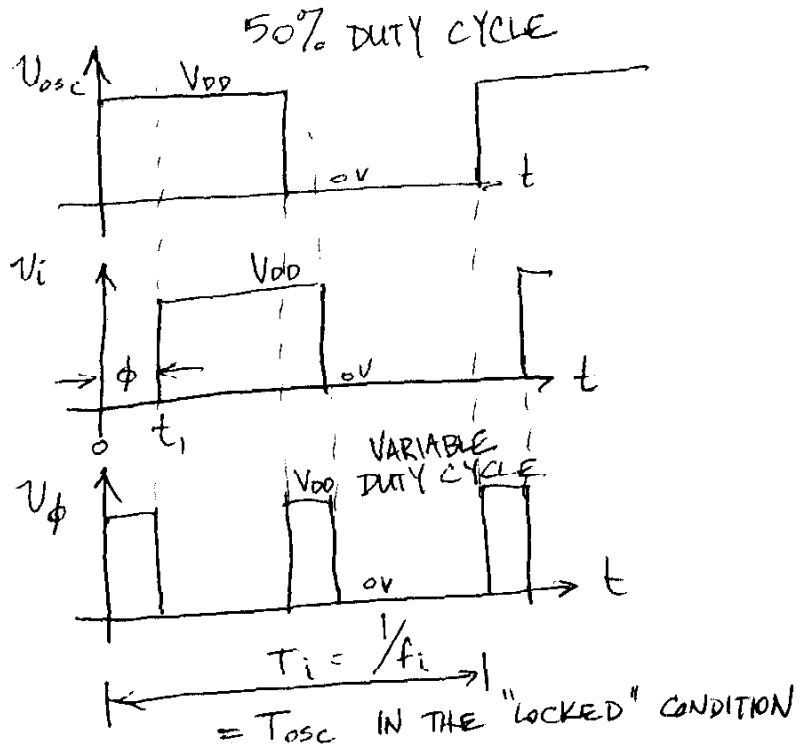 50% DUTY CYCLE
Vosc
VDD
0V
t
Vi
VDD
ϕ
0V
t
0
t1
VARIABLE
DUTY CYCLE
Vϕ
VDD
0V
t
Ti = 1/fi
= Tosc IN THE "LOCKED" CONDITION